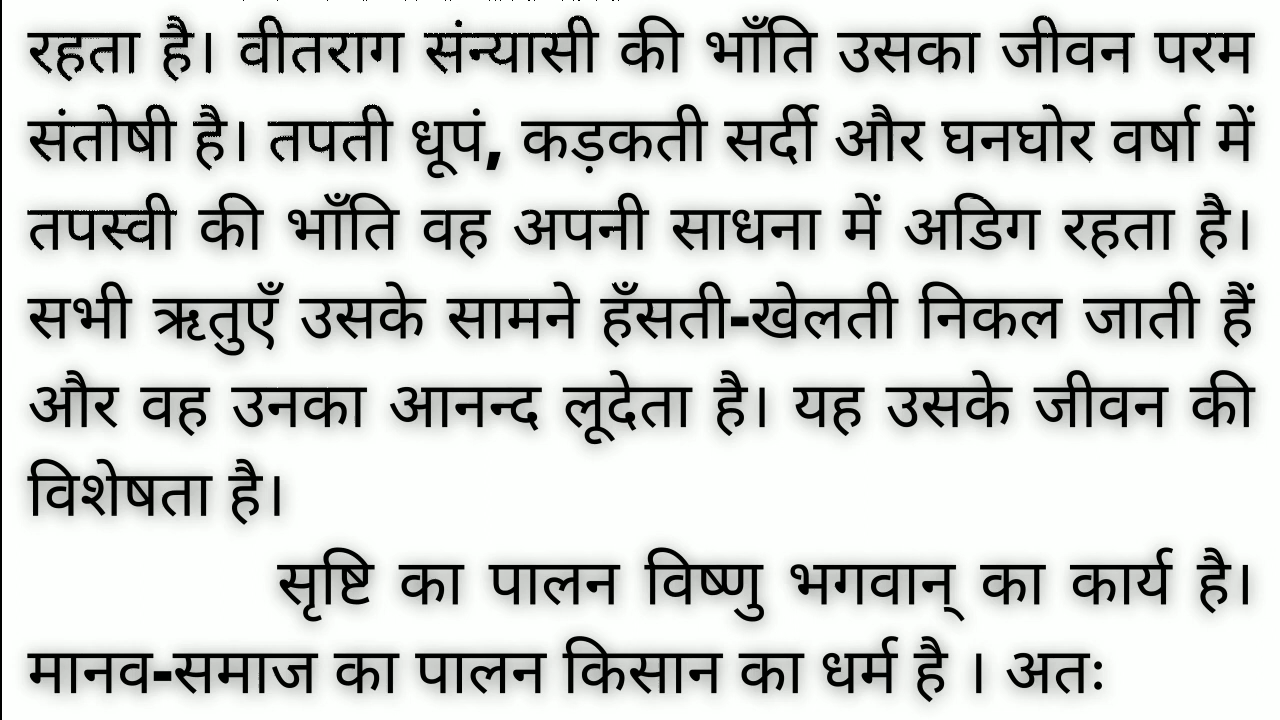 रहता है। वीतराग संन्यासी की भाँति उसका जीवन परम
संतोषी है। तपती धूपं, कड़कती सर्दी और घनघोर वर्षा में
तपस्वी की भाँति वह अपनी साधना में अडिग रहता है।
सभी ऋतुएँ उसके सामने हँसती-खेलती निकल जाती हैं
और वह उनका आनन्द लूदेता है। यह उसके जीवन की
विशेषता है।
सृष्टि का पालन विष्णु भगवान् का कार्य है।
मानव-समाज का पालन किसान का धर्म है । अतः